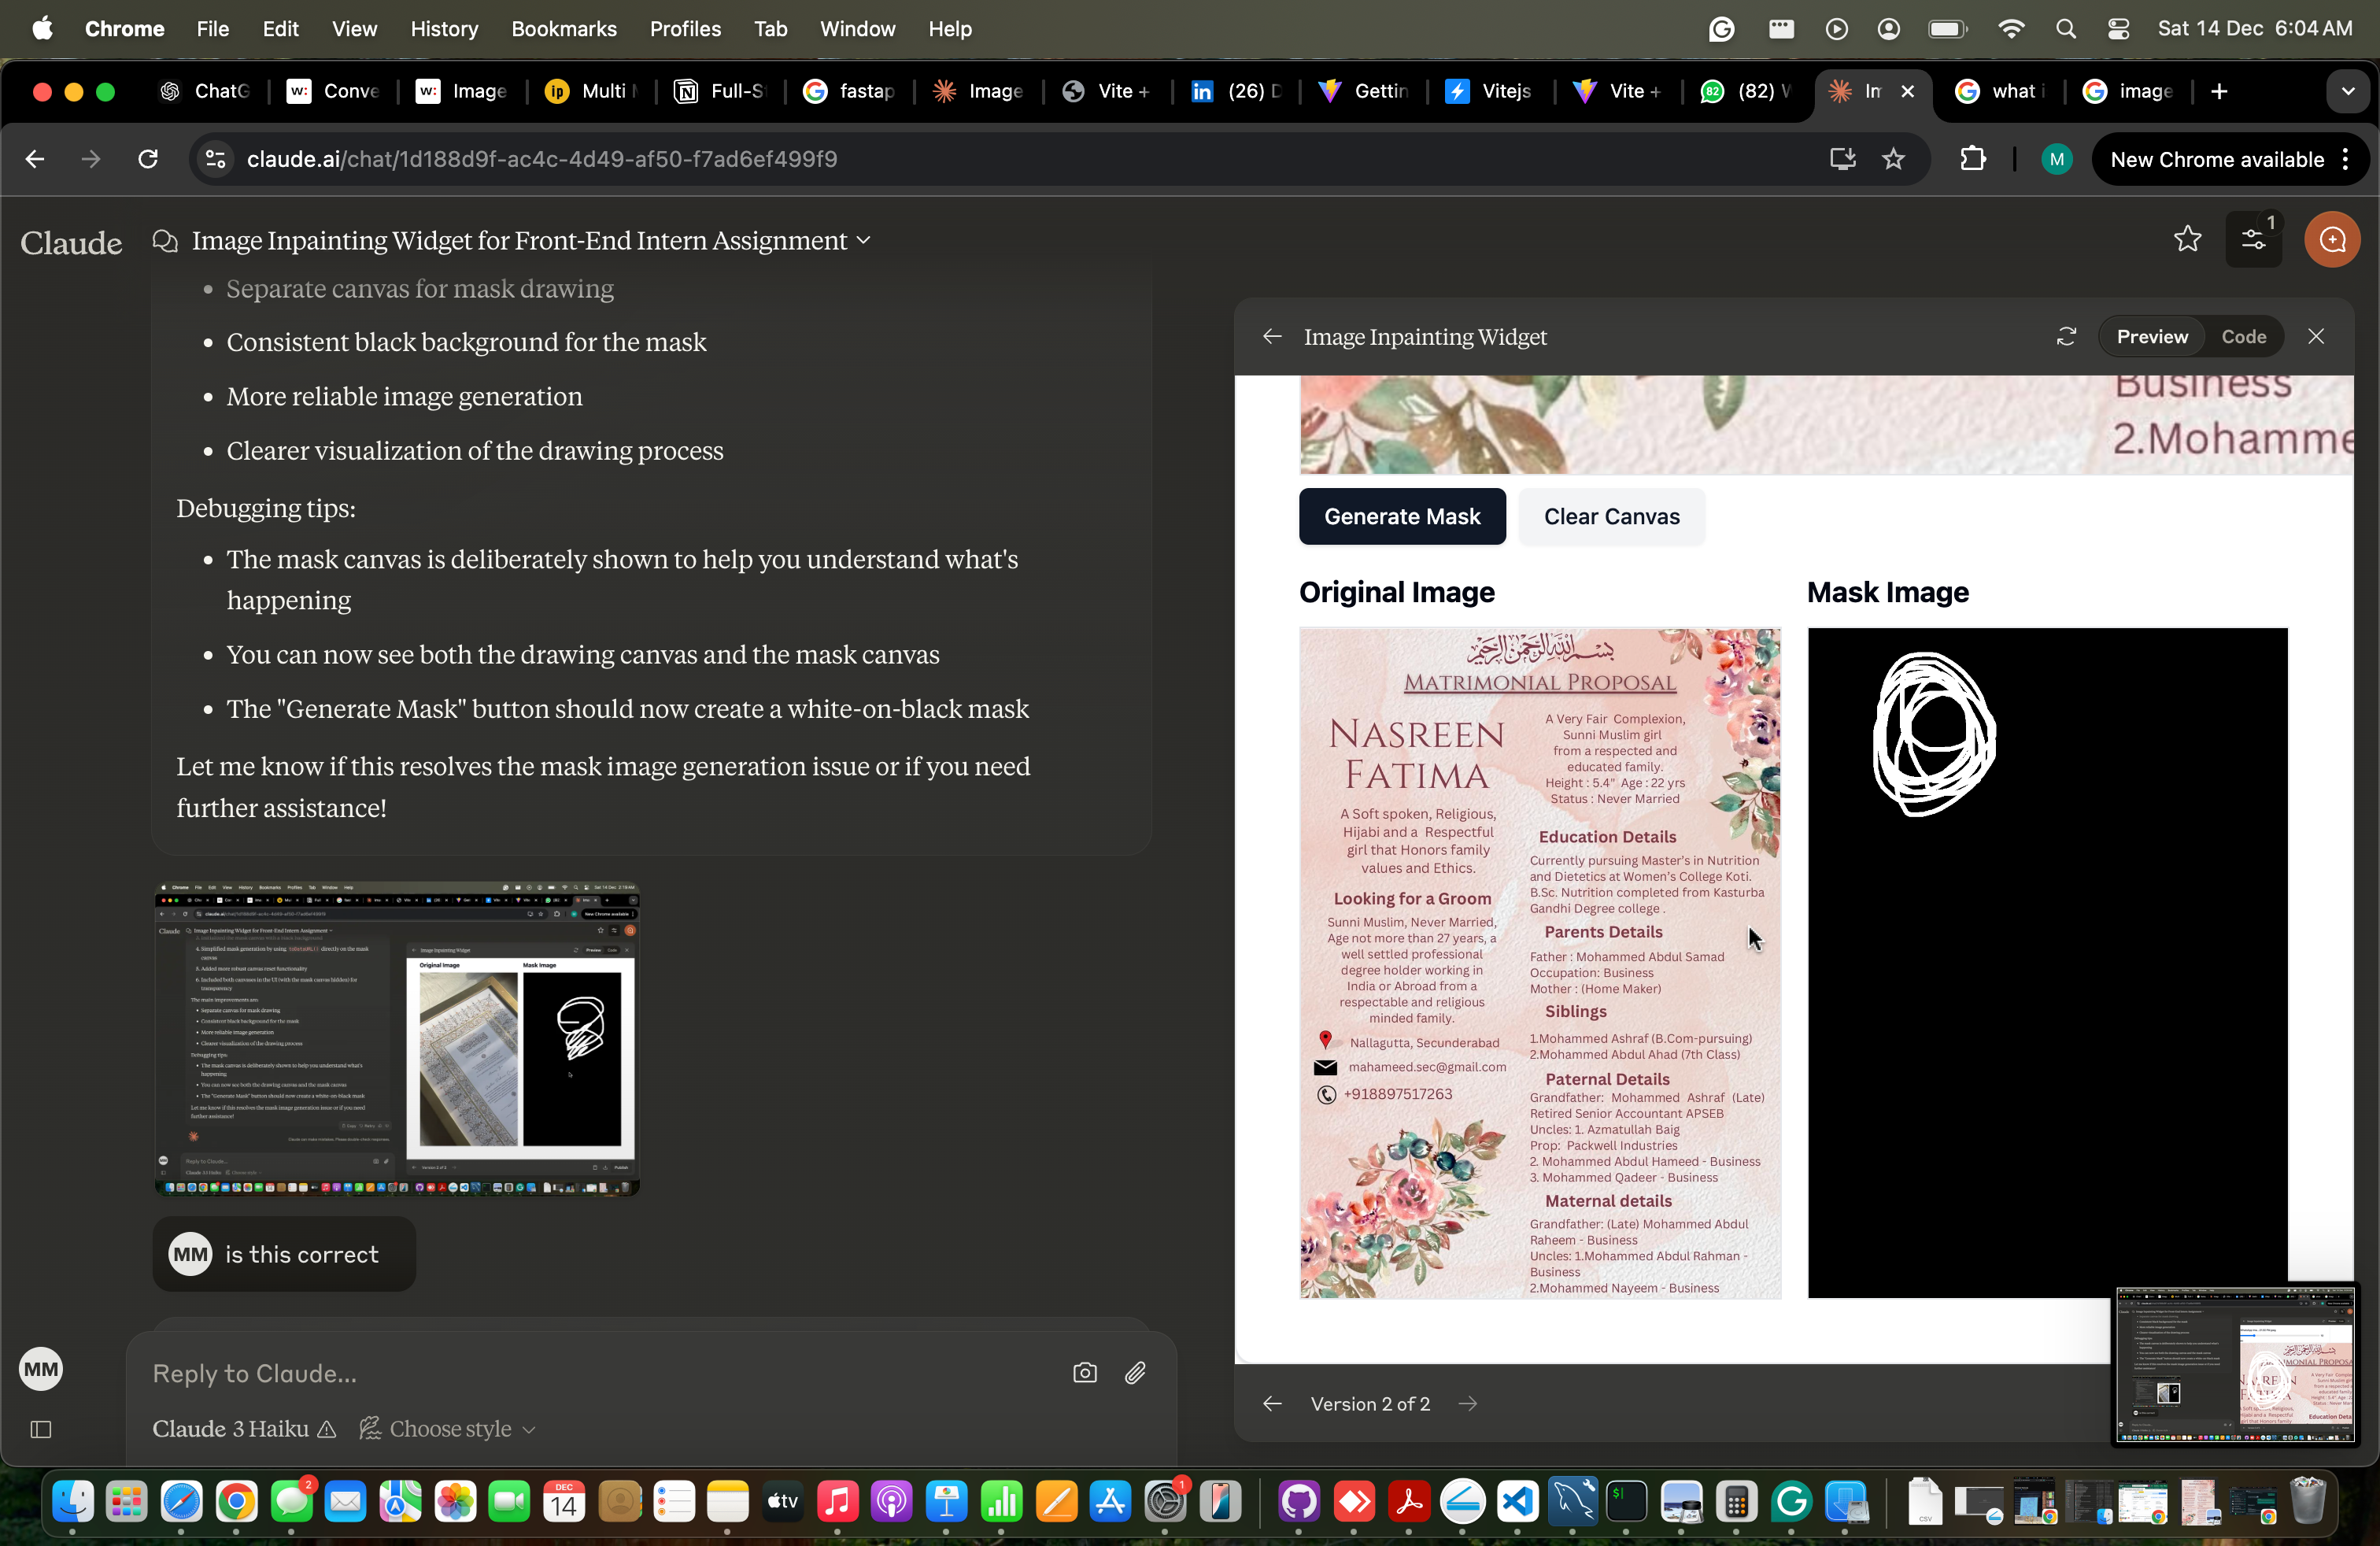 Chrome File Edit View History Bookmarks Profiles Tab Window Help
Sat 14 Dec 6:04 AM
ChatG
w: Conve
w: Image
ip Multi
Full-S
fastap
Image
Vite +
in (26) D
Gettin
Vitejs
Vite +
82 (82) W
Im
what i
image
claude.ai/chat/1d188d9f-ac4c-4d49-af50-f7ad6ef499f9
M
New Chrome available
Claude
Image Inpainting Widget for Front-End Intern Assignment
1
• Separate canvas for mask drawing
• Consistent black background for the mask
• More reliable image generation
• Clearer visualization of the drawing process
Debugging tips:
• The mask canvas is deliberately shown to help you understand what's
happening
• You can now see both the drawing canvas and the mask canvas
• The "Generate Mask" button should now create a white-on-black mask
Let me know if this resolves the mask image generation issue or if you need
further assistance!
MM is this correct
MM
Reply to Claude...
Claude 3 Haiku Choose style
Image Inpainting Widget
Preview Code
Business
2.Mohamme
Generate Mask Clear Canvas
Original Image
بسم الله الرحمن الرحيم
MATRIMONIAL PROPOSAL
NASREEN
FATIMA
A Soft spoken, Religious,
Hijabi and a Respectful
girl that Honors family
values and Ethics.
Looking for a Groom
Sunni Muslim, Never Married,
Age not more than 27 years, a
well settled professional
degree holder working in
India or Abroad from a
respectable and religious
minded family.
Nallagutta, Secunderabad
mahameed.sec@gmail.com
+918897517263
A Very Fair Complexion,
Sunni Muslim girl
from a respected and
educated family.
Height : 5.4" Age : 22 yrs
Status : Never Married
Education Details
Currently pursuing Master's in Nutrition
and Dietetics at Women's College Koti.
B.Sc. Nutrition completed from Kasturba
Gandhi Degree college .
Parents Details
Father : Mohammed Abdul Samad
Occupation: Business
Mother : (Home Maker)
Siblings
1.Mohammed Ashraf (B.Com-pursuing)
2.Mohammed Abdul Ahad (7th Class)
Paternal Details
Grandfather: Mohammed Ashraf (Late)
Retired Senior Accountant APSEB
Uncles: 1. Azmatullah Baig
Prop: Packwell Industries
2. Mohammed Abdul Hameed - Business
3. Mohammed Qadeer - Business
Maternal details
Grandfather: (Late) Mohammed Abdul
Raheem - Business
Uncles: 1.Mohammed Abdul Rahman -
Business
2.Mohammed Nayeem - Business
Mask Image
Version 2 of 2
2
DEC
14
tv
1
CSV